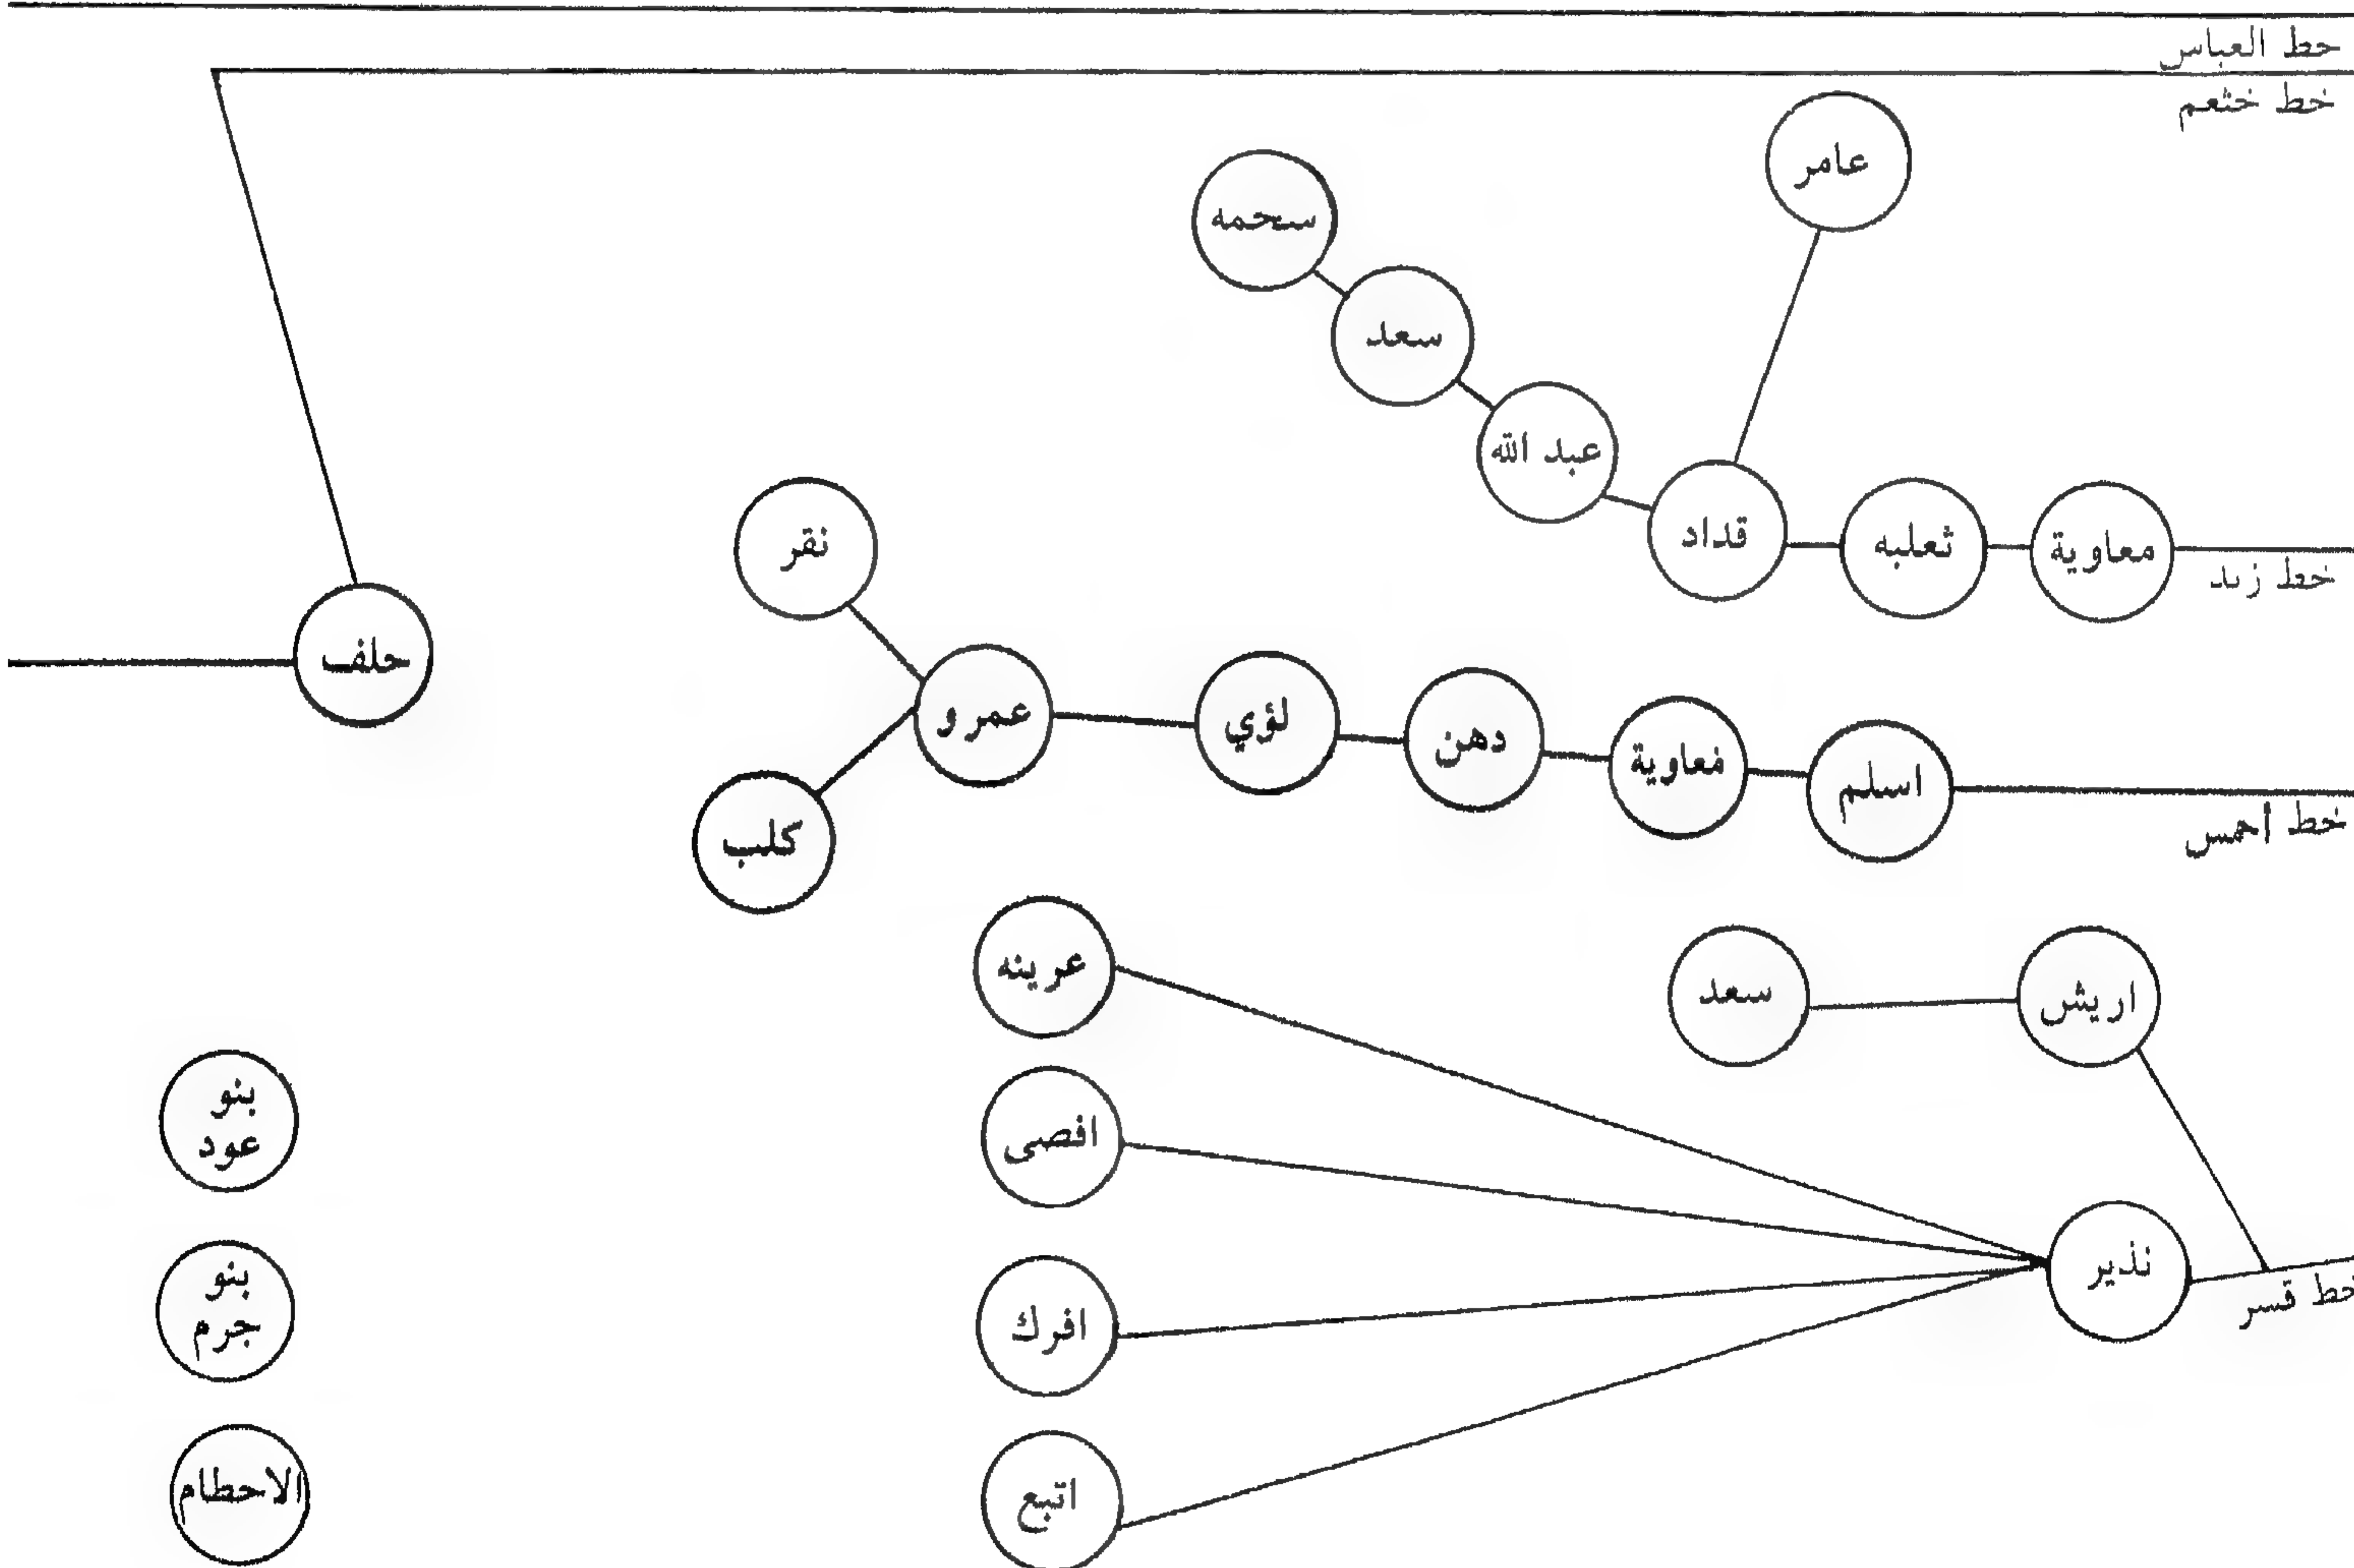 خط العباس
خط خثعم
عامر
سحمه
سعد
عبد الله
قداد
ثعلبه
معاوية
خط زيد
نقر
حلف
عمرو
لؤي
دهن
معاوية
اسلم
خط أحمس
كلب
عرينه
سعد
اريش
افصى
بنو
عود
نذير
خط قسر
افرك
بنو
جرم
اتبع
الاحطام